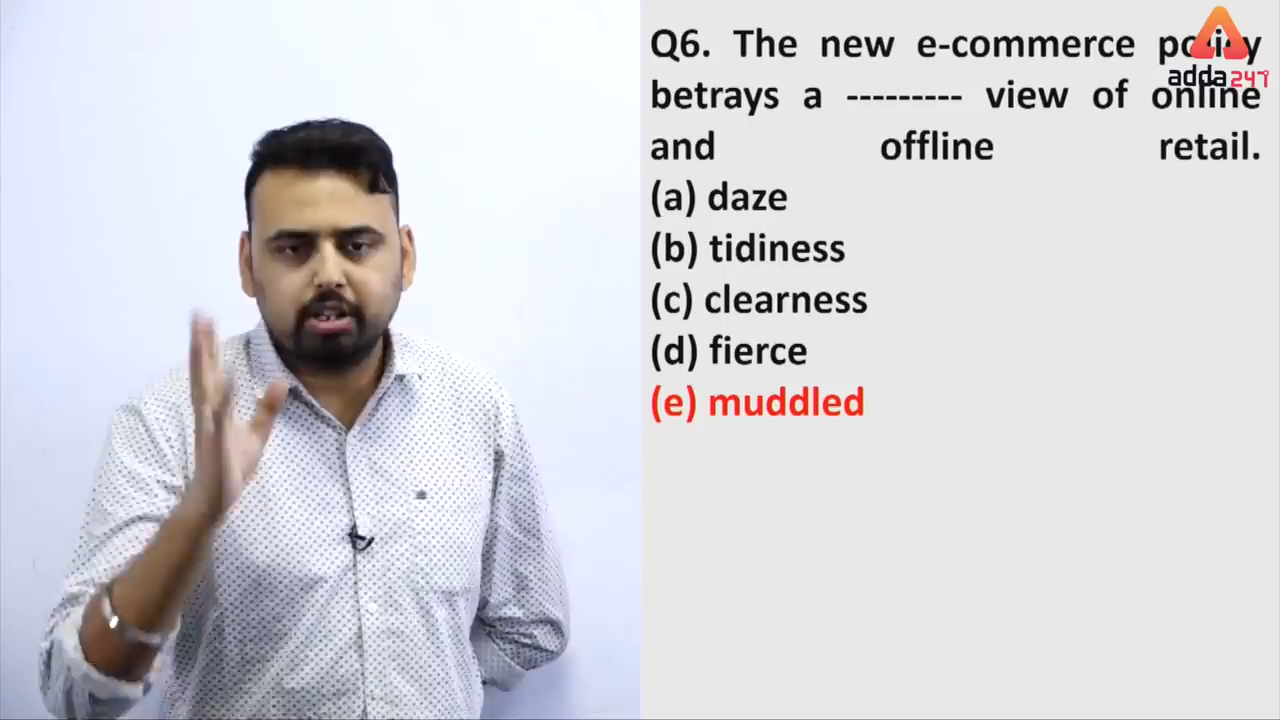 Q6. The new e-commerce policy
betrays a --------- view of online
and offline retail.
(a) daze
(b) tidiness
(c) clearness
(d) fierce
(e) muddled
adda247